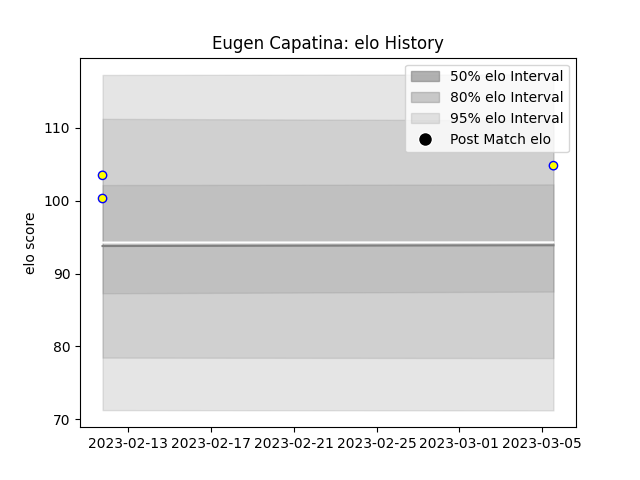 Eugen Capatina: elo History
50% elo Interval
80% elo Interval
95% elo Interval
Post Match elo
elo score
110
100
90
80
70
2023-02-13 2023-02-17 2023-02-21 2023-02-25 2023-03-01 2023-03-05